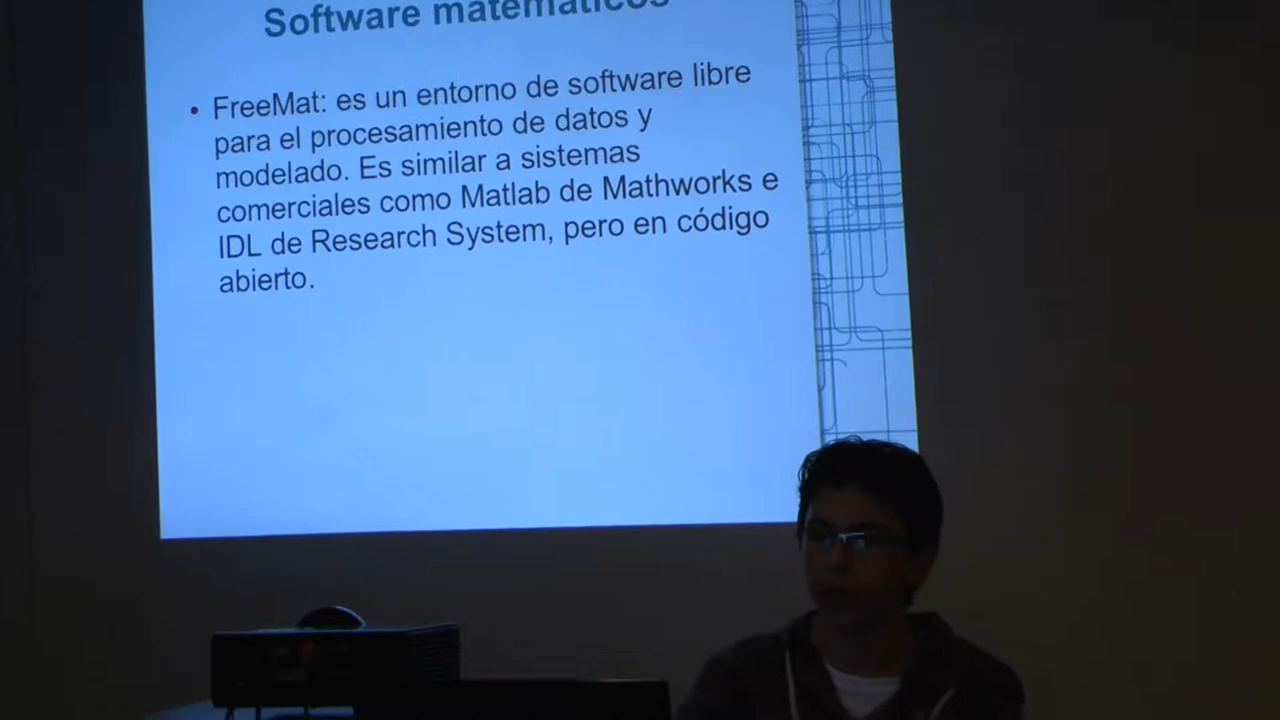 Software matemáticos
• FreeMat: es un entorno de software libre
para el procesamiento de datos y
modelado. Es similar a sistemas
comerciales como Matlab de Mathworks e
IDL de Research System, pero en código
abierto.